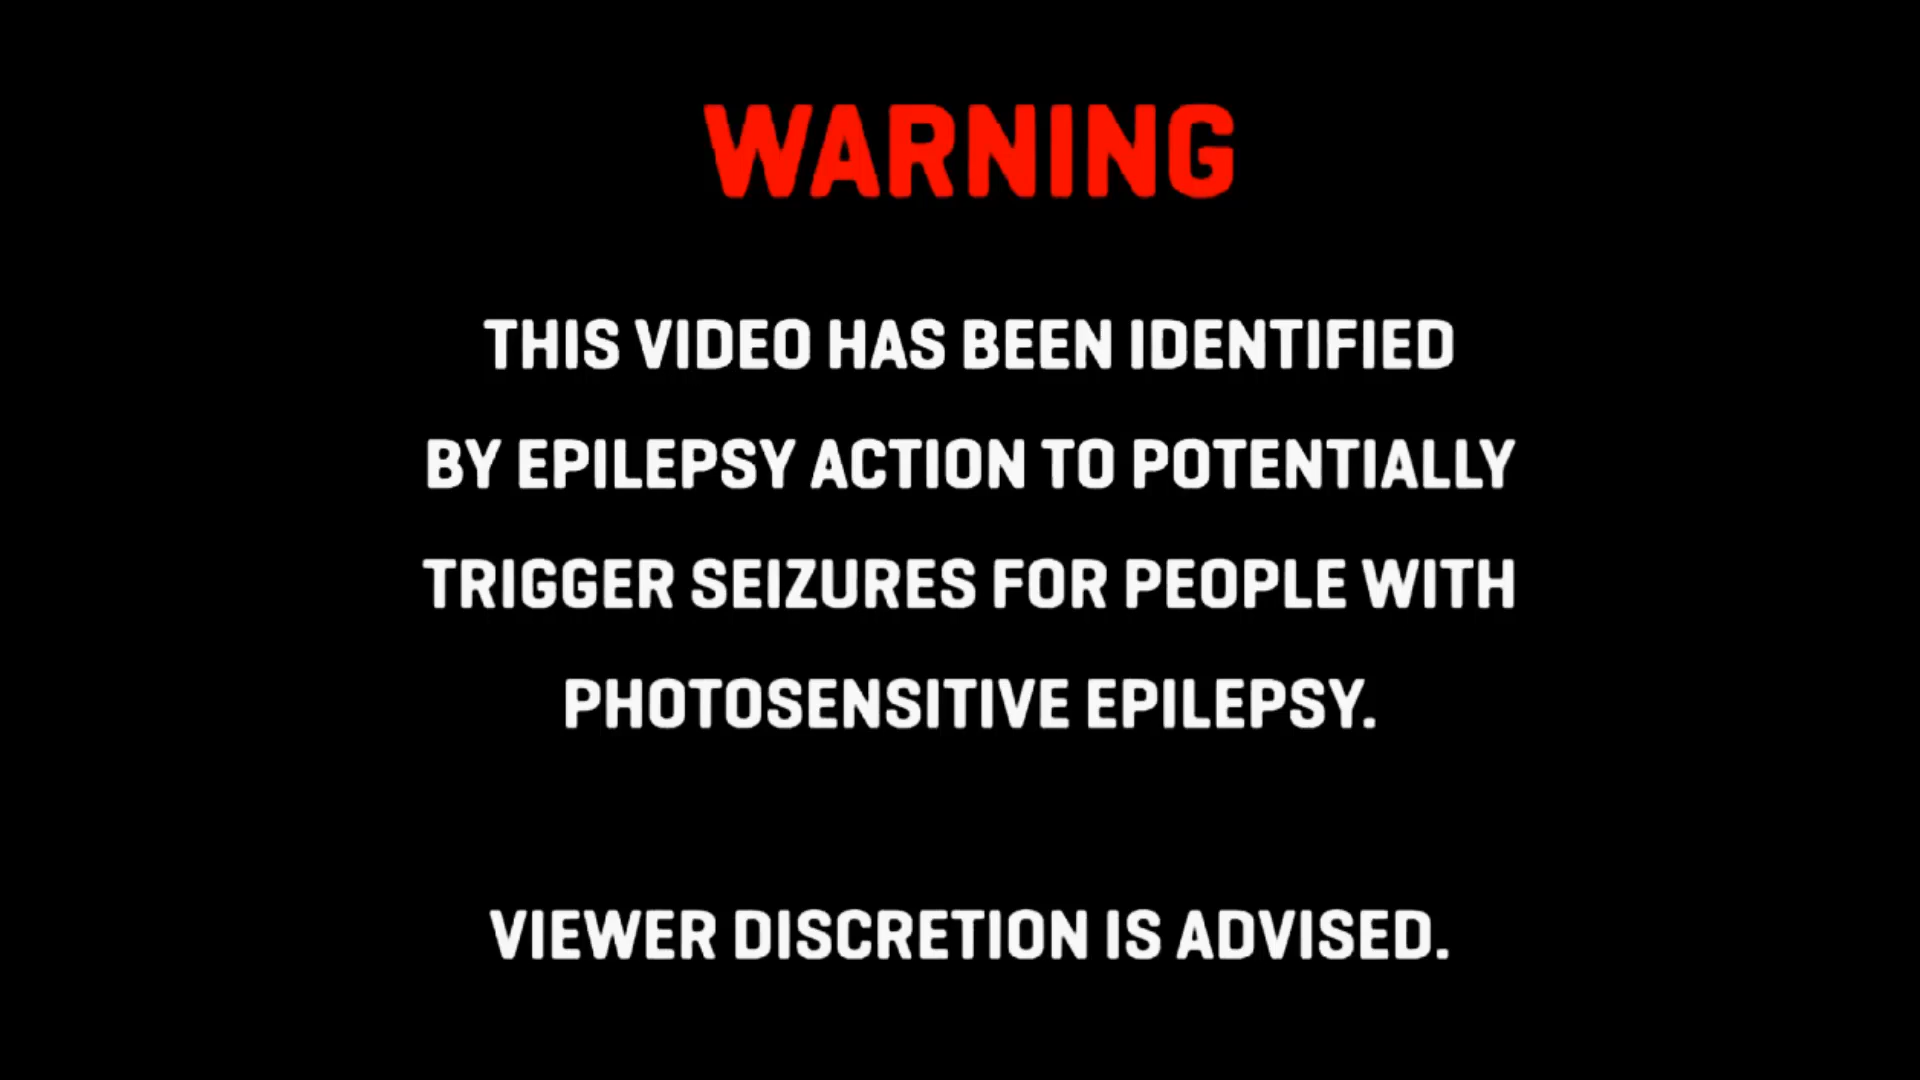 WARNING
THIS VIDEO HAS BEEN IDENTIFIED
BY EPILEPSY ACTION TO POTENTIALLY
TRIGGER SEIZURES FOR PEOPLE WITH
PHOTOSENSITIVE EPILEPSY.
VIEWER DISCRETION IS ADVISED.